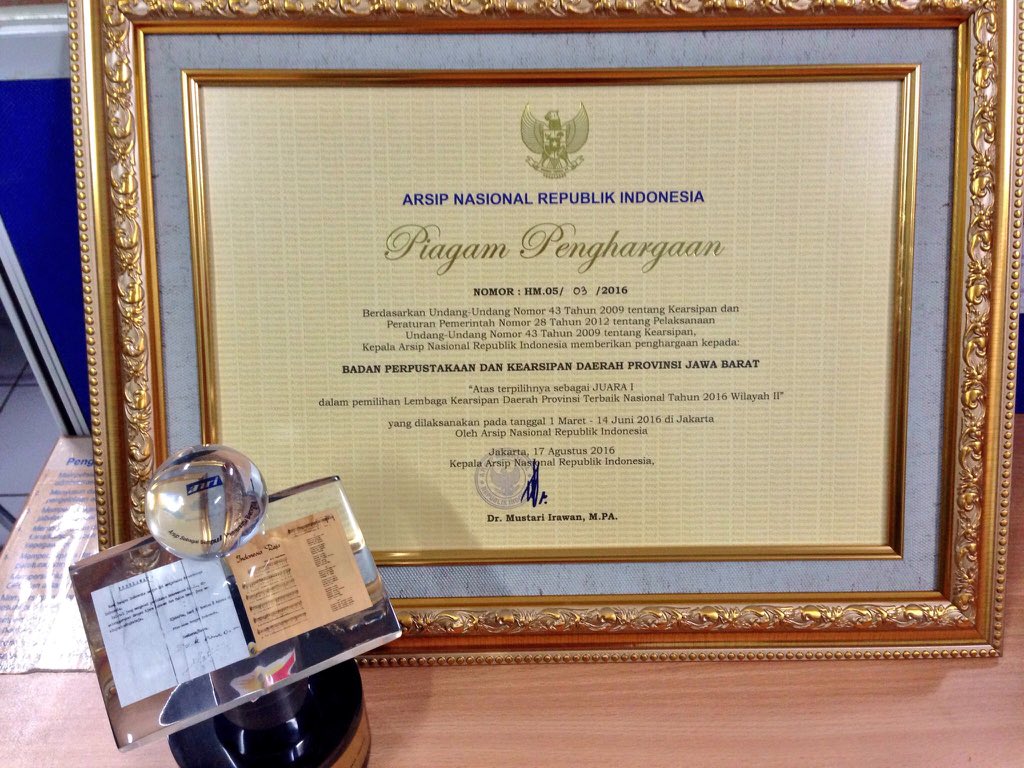 ARSIP NASIONAL REPUBLIK INDONESIA
Piagam Penghargaan
NOMOR : HM.05/ 03 /2016
Berdasarkan Undang-Undang Nomor 43 Tahun 2009 tentang Kearsipan dan
Peraturan Pemerintah Nomor 28 Tahun 2012 tentang Pelaksanaan
Undang-Undang Nomor 43 Tahun 2009 tentang Kearsipan,
Kepala Arsip Nasional Republik Indonesia memberikan penghargaan kepada:
BADAN PERPUSTAKAAN DAN KEARSIPAN DAERAH PROVINSI JAWA BARAT
“Atas terpilihnya sebagai JUARA I
dalam pemilihan Lembaga Kearsipan Daerah Provinsi Terbaik Nasional Tahun 2016 Wilayah II”
yang dilaksanakan pada tanggal 1 Maret - 14 Juni 2016 di Jakarta
Oleh Arsip Nasional Republik Indonesia
Jakarta, 17 Agustus 2016
Kepala Arsip Nasional Republik Indonesia,
Dr. Mustari Irawan, M.PA.
Arsip Sebagai Simpul
Indonesia Raja
Peng